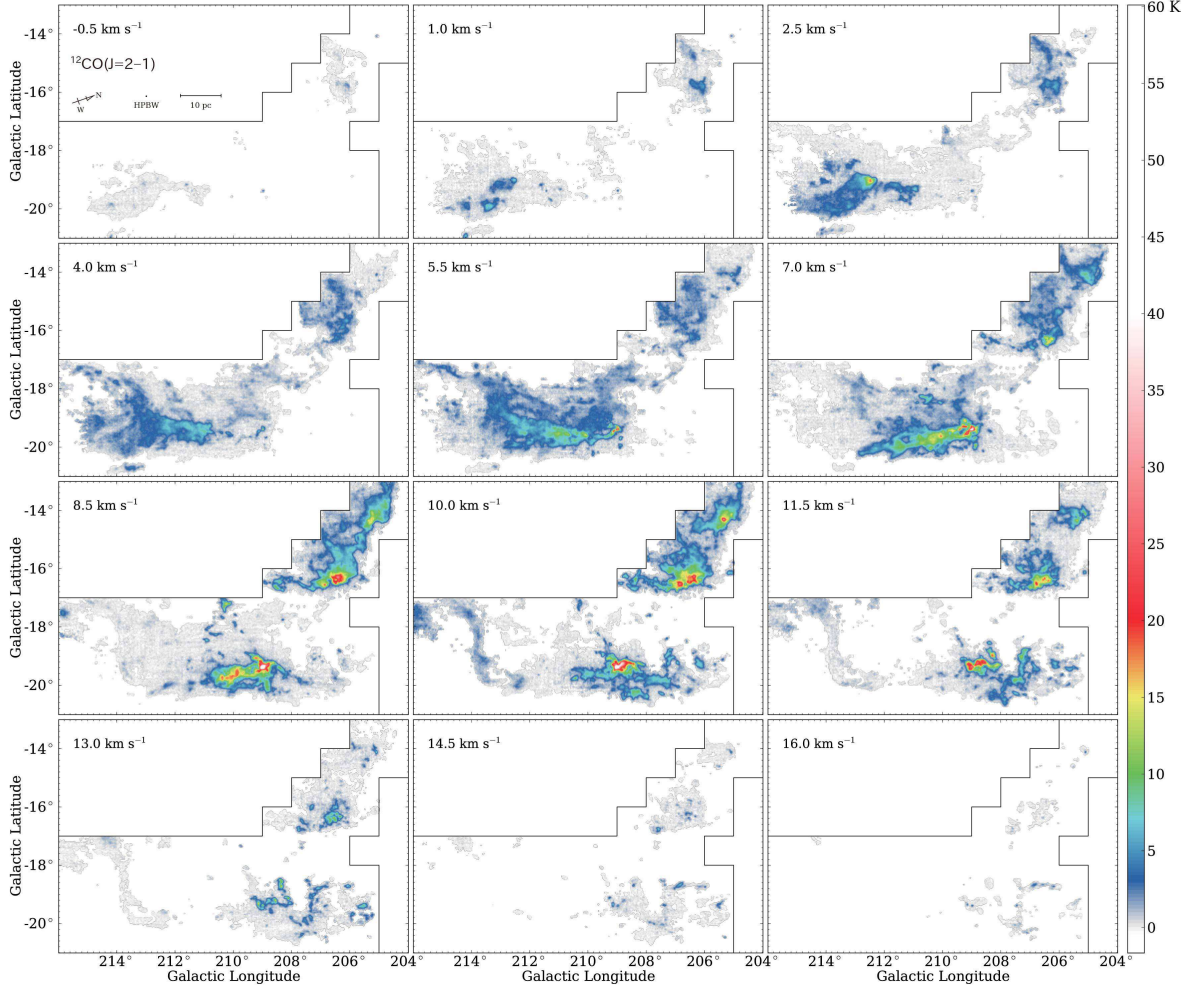 -0.5 km s⁻¹
¹²CO(J=2−1)
N
W
HPBW
10 pc
1.0 km s⁻¹
2.5 km s⁻¹
60 K
55
50
45
40
35
30
25
20
15
10
5
0
-14°
-16°
-18°
-20°
Galactic Latitude
4.0 km s⁻¹
5.5 km s⁻¹
7.0 km s⁻¹
-14°
-16°
-18°
-20°
Galactic Latitude
8.5 km s⁻¹
10.0 km s⁻¹
11.5 km s⁻¹
-14°
-16°
-18°
-20°
Galactic Latitude
13.0 km s⁻¹
14.5 km s⁻¹
16.0 km s⁻¹
-14°
-16°
-18°
-20°
Galactic Latitude
214° 212° 210° 208 206 204
214° 212° 210° 208 206 204
214° 212° 210° 208 206 204
Galactic Longitude
Galactic Longitude
Galactic Longitude